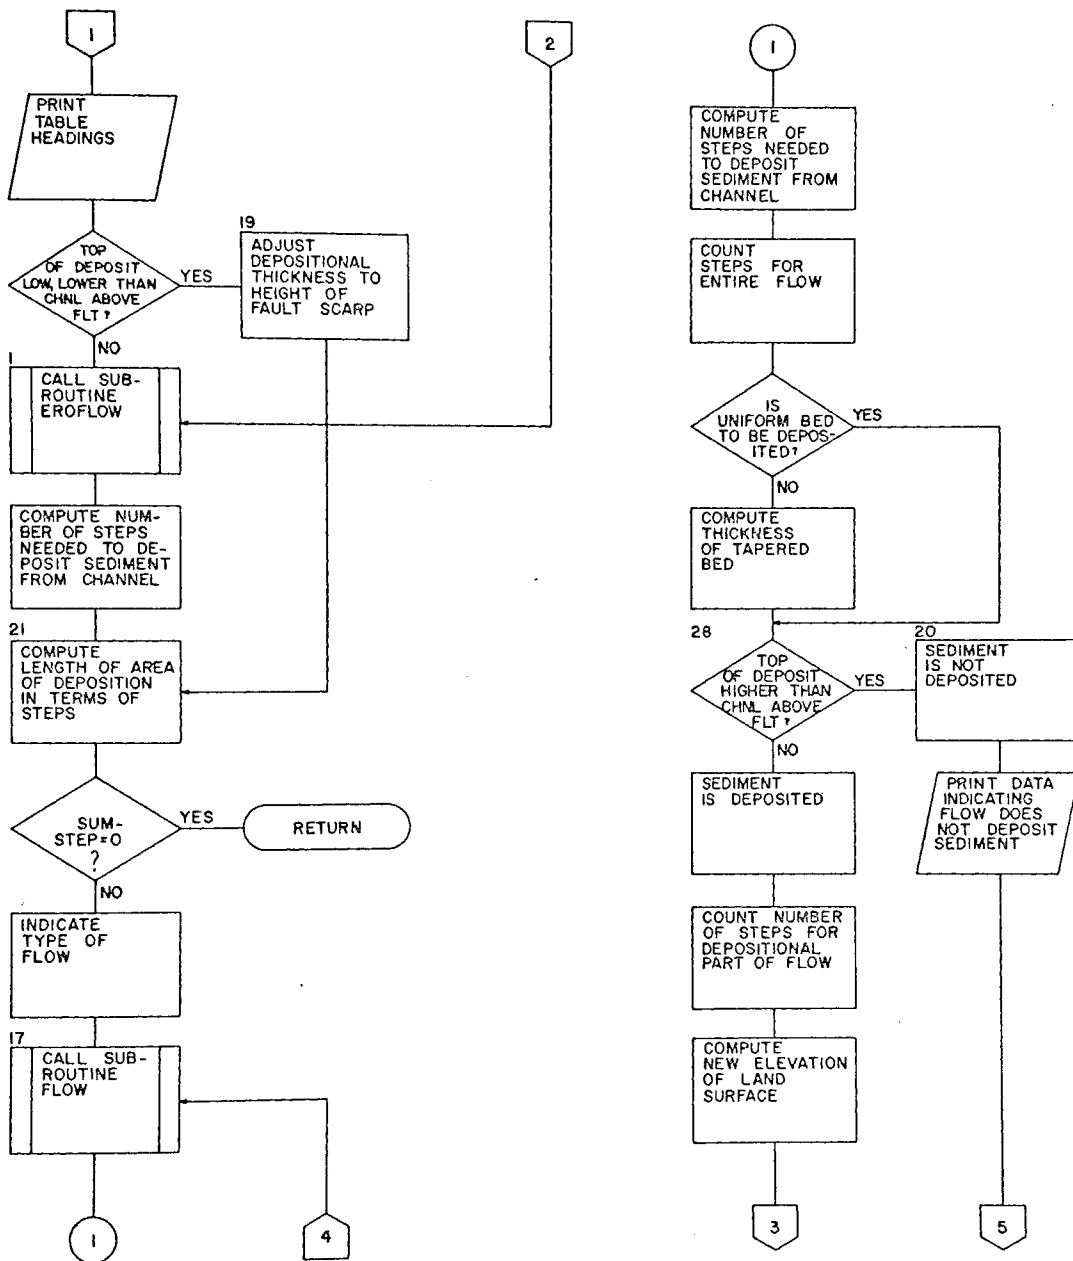 1
PRINT
TABLE
HEADINGS
TOP
OF DEPOSIT
LOW, LOWER THAN
CHNL ABOVE
FLT?
YES
NO
19
ADJUST
DEPOSITIONAL
THICKNESS TO
HEIGHT OF
FAULT SCARP
1
CALL SUB-
ROUTINE
EROFLOW
2
COMPUTE NUM-
BER OF STEPS
NEEDED TO DE-
POSIT SEDIMENT
FROM CHANNEL
21
COMPUTE
LENGTH OF AREA
OF DEPOSITION
IN TERMS OF
STEPS
SUM-
STEP=0
?
YES
RETURN
NO
INDICATE
TYPE OF
FLOW
17
CALL SUB-
ROUTINE
FLOW
1
4
1
COMPUTE
NUMBER OF
STEPS NEEDED
TO DEPOSIT
SEDIMENT FROM
CHANNEL
COUNT
STEPS FOR
ENTIRE FLOW
IS
UNIFORM BED
TO BE DEPOS-
ITED?
YES
NO
COMPUTE
THICKNESS
OF TAPERED
BED
28
TOP
OF DEPOSIT
HIGHER THAN
CHNL ABOVE
FLT?
YES
NO
20
SEDIMENT
IS NOT
DEPOSITED
PRINT DATA
INDICATING
FLOW DOES
NOT DEPOSIT
SEDIMENT
SEDIMENT
IS DEPOSITED
COUNT NUMBER
OF STEPS FOR
DEPOSITIONAL
PART OF FLOW
COMPUTE
NEW ELEVATION
OF LAND
SURFACE
3
5